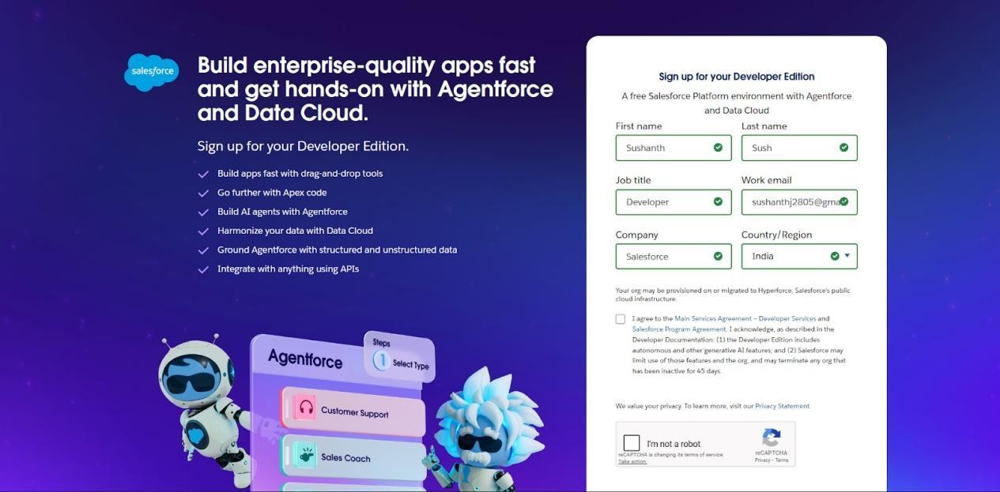 salesforce
Build enterprise-quality apps fast
and get hands-on with Agentforce
and Data Cloud.
Sign up for your Developer Edition.
Build apps fast with drag-and-drop tools
Go further with Apex code
Build AI agents with Agentforce
Harmonize your data with Data Cloud
Ground Agentforce with structured and unstructured data
Integrate with anything using APIs
Agentforce
Steps
1 Select Type
Customer Support
Sales Coach
Sign up for your Developer Edition
A free Salesforce Platform environment with Agentforce
and Data Cloud
First name Last name
Sushanth Sush
Job title Work email
Developer sushanthj2805@gma
Company Country/Region
Salesforce India
Your org may be provisioned on or migrated to Hyperforce, Salesforce's public
cloud infrastructure.
I agree to the Main Services Agreement – Developer Services and
Salesforce Program Agreement. I acknowledge, as described in the
Developer Documentation: (1) the Developer Edition includes
autonomous and other generative AI features; and (2) Salesforce may
limit use of those features and the org, and may terminate any org that
has been inactive for 45 days.
We value your privacy. To learn more, visit our Privacy Statement.
I'm not a robot
reCAPTCHA is changing its terms of service.
Take action.
reCAPTCHA
Privacy - Terms